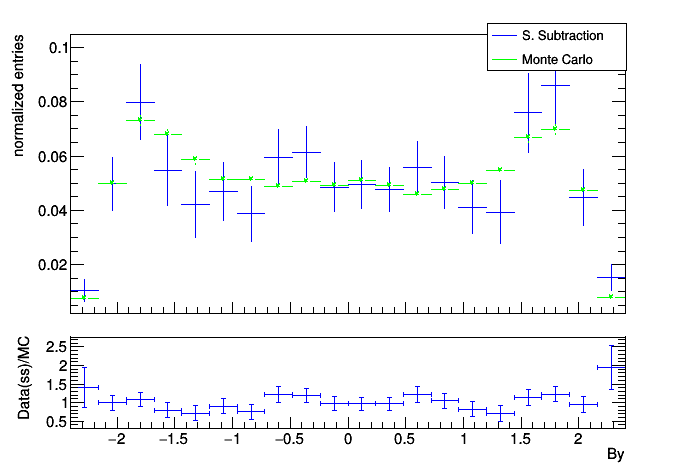 S. Subtraction
Monte Carlo
normalized entries
0.1
0.08
0.06
0.04
0.02
Data(ss)/MC
2.5
2
1.5
1
0.5
−2 −1.5 −1 −0.5 0 0.5 1 1.5 2
By